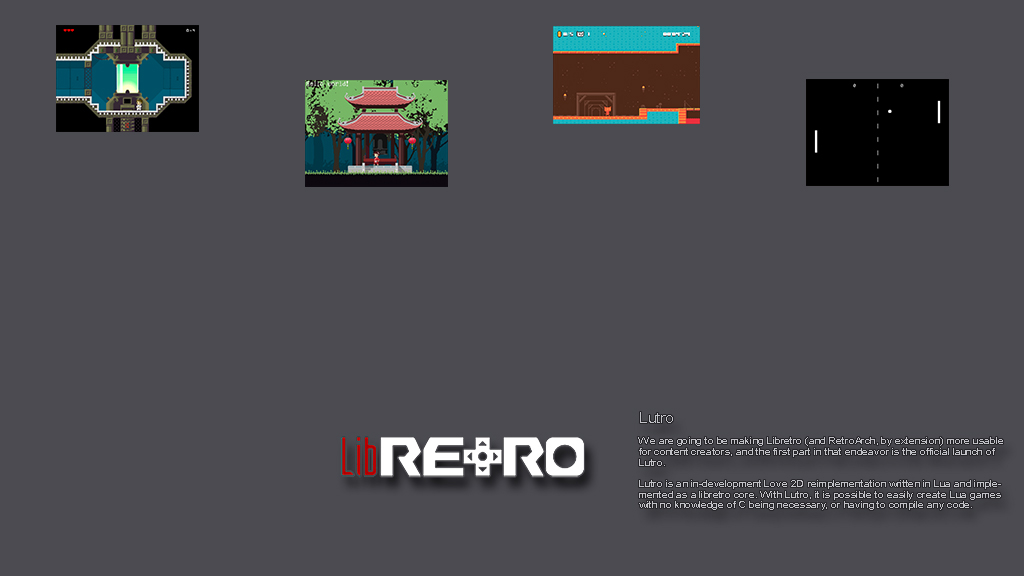 LibRETRO
Lutro
We are going to be making Libretro (and RetroArch, by extension) more usable
for content creators, and the first part in that endeavor is the official launch of
Lutro.
Lutro is an in-development Love 2D reimplementation written in Lua and imple-
mented as a libretro core. With Lutro, it is possible to easily create Lua games
with no knowledge of C being necessary, or having to compile any code.